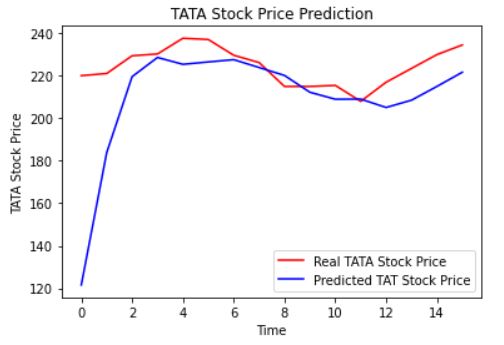 TATA Stock Price Prediction
240
220
200
180
160
140
120
TATA Stock Price
Real TATA Stock Price
Predicted TAT Stock Price
0 2 4 6 8 10 12 14
Time